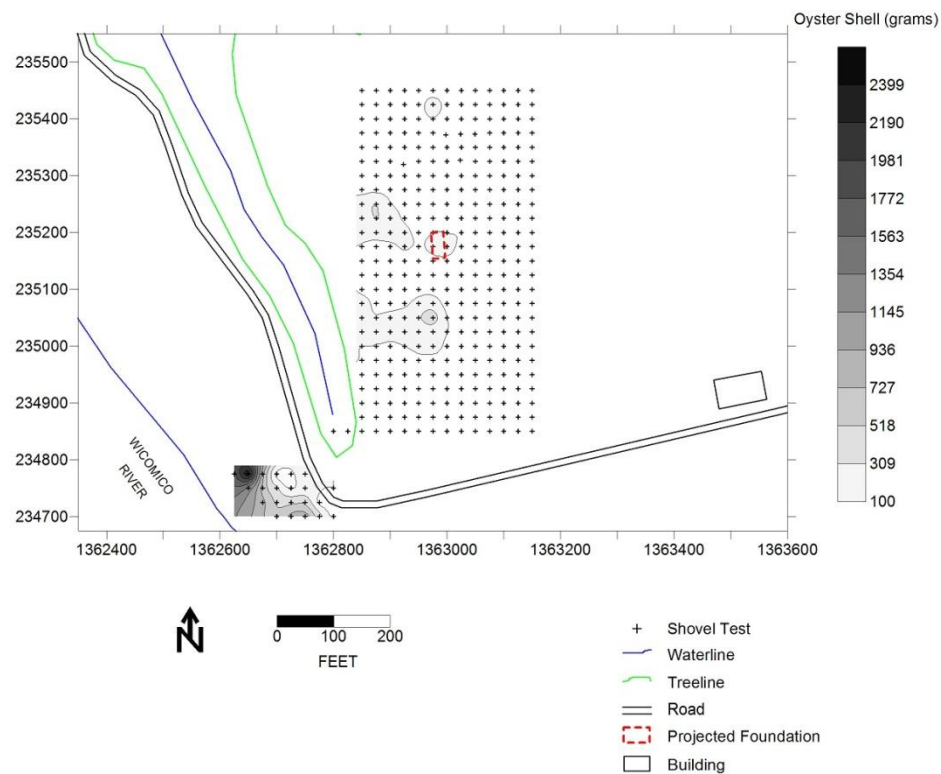 Oyster Shell (grams)
235500
235400
235300
235200
235100
235000
234900
234800
234700
2399
2190
1981
1772
1563
1354
1145
936
727
518
309
100
WICOMICO
RIVER
1362400 1362600 1362800 1363000 1363200 1363400 1363600
N
0 100 200
FEET
Shovel Test
Waterline
Treeline
Road
Projected Foundation
Building